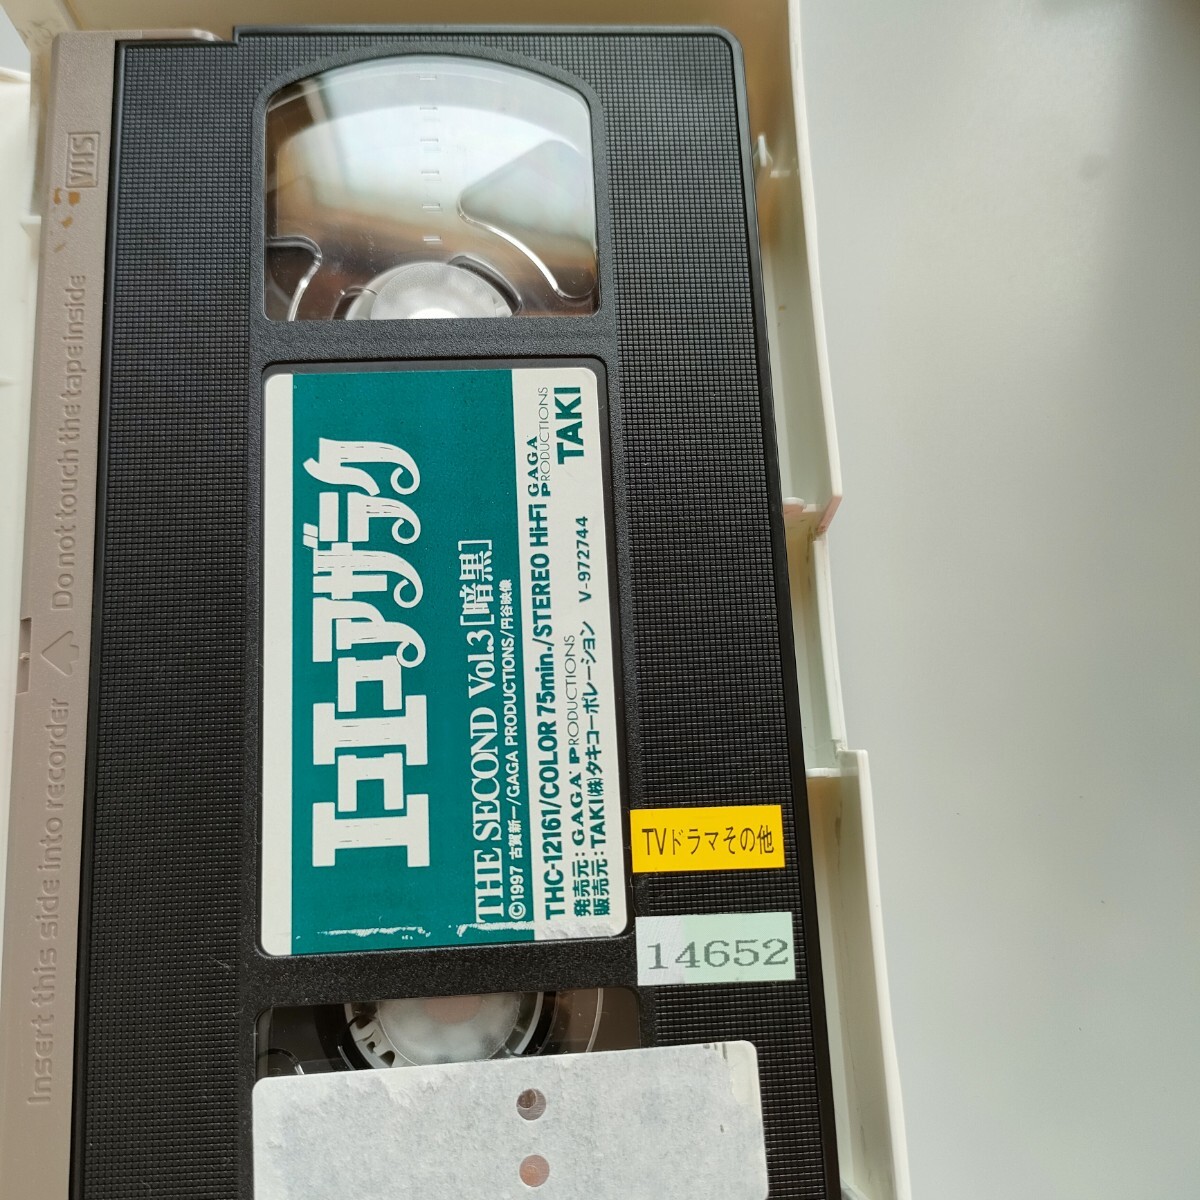 VHS
Do not touch the tape inside
Insert this side into recorder
エコエコアザラク
THE SECOND Vol.3[暗黒]
©1997 古賀新一/GAGA PRODUCTIONS/円谷映像
THC-12161/COLOR 75min./STEREO Hi-Fi GAGA PRODUCTIONS
発売元: GAGA PRODUCTIONS
販売元: TAKI(株)タキコーポレーション V-972744
TAKI
TVドラマその他
14652